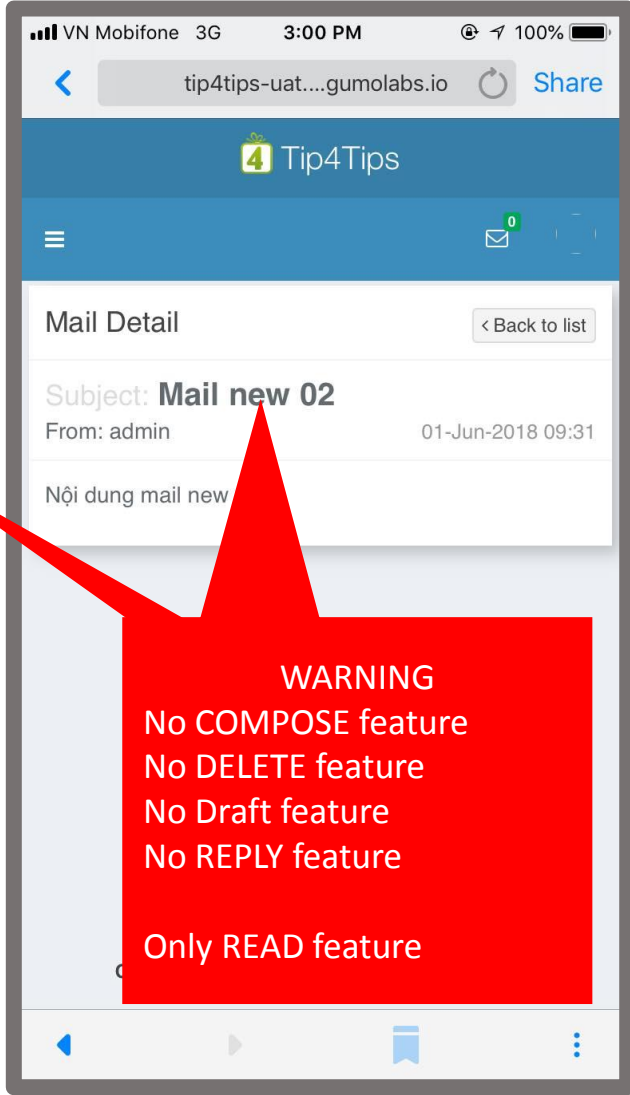 VN Mobifone 3G 3:00 PM 100%
tip4tips-uat....gumolabs.io Share
4 Tip4Tips
0
Mail Detail < Back to list
Subject: Mail new 02
From: admin 01-Jun-2018 09:31
Nội dung mail new
WARNING
No COMPOSE feature
No DELETE feature
No Draft feature
No REPLY feature
Only READ feature